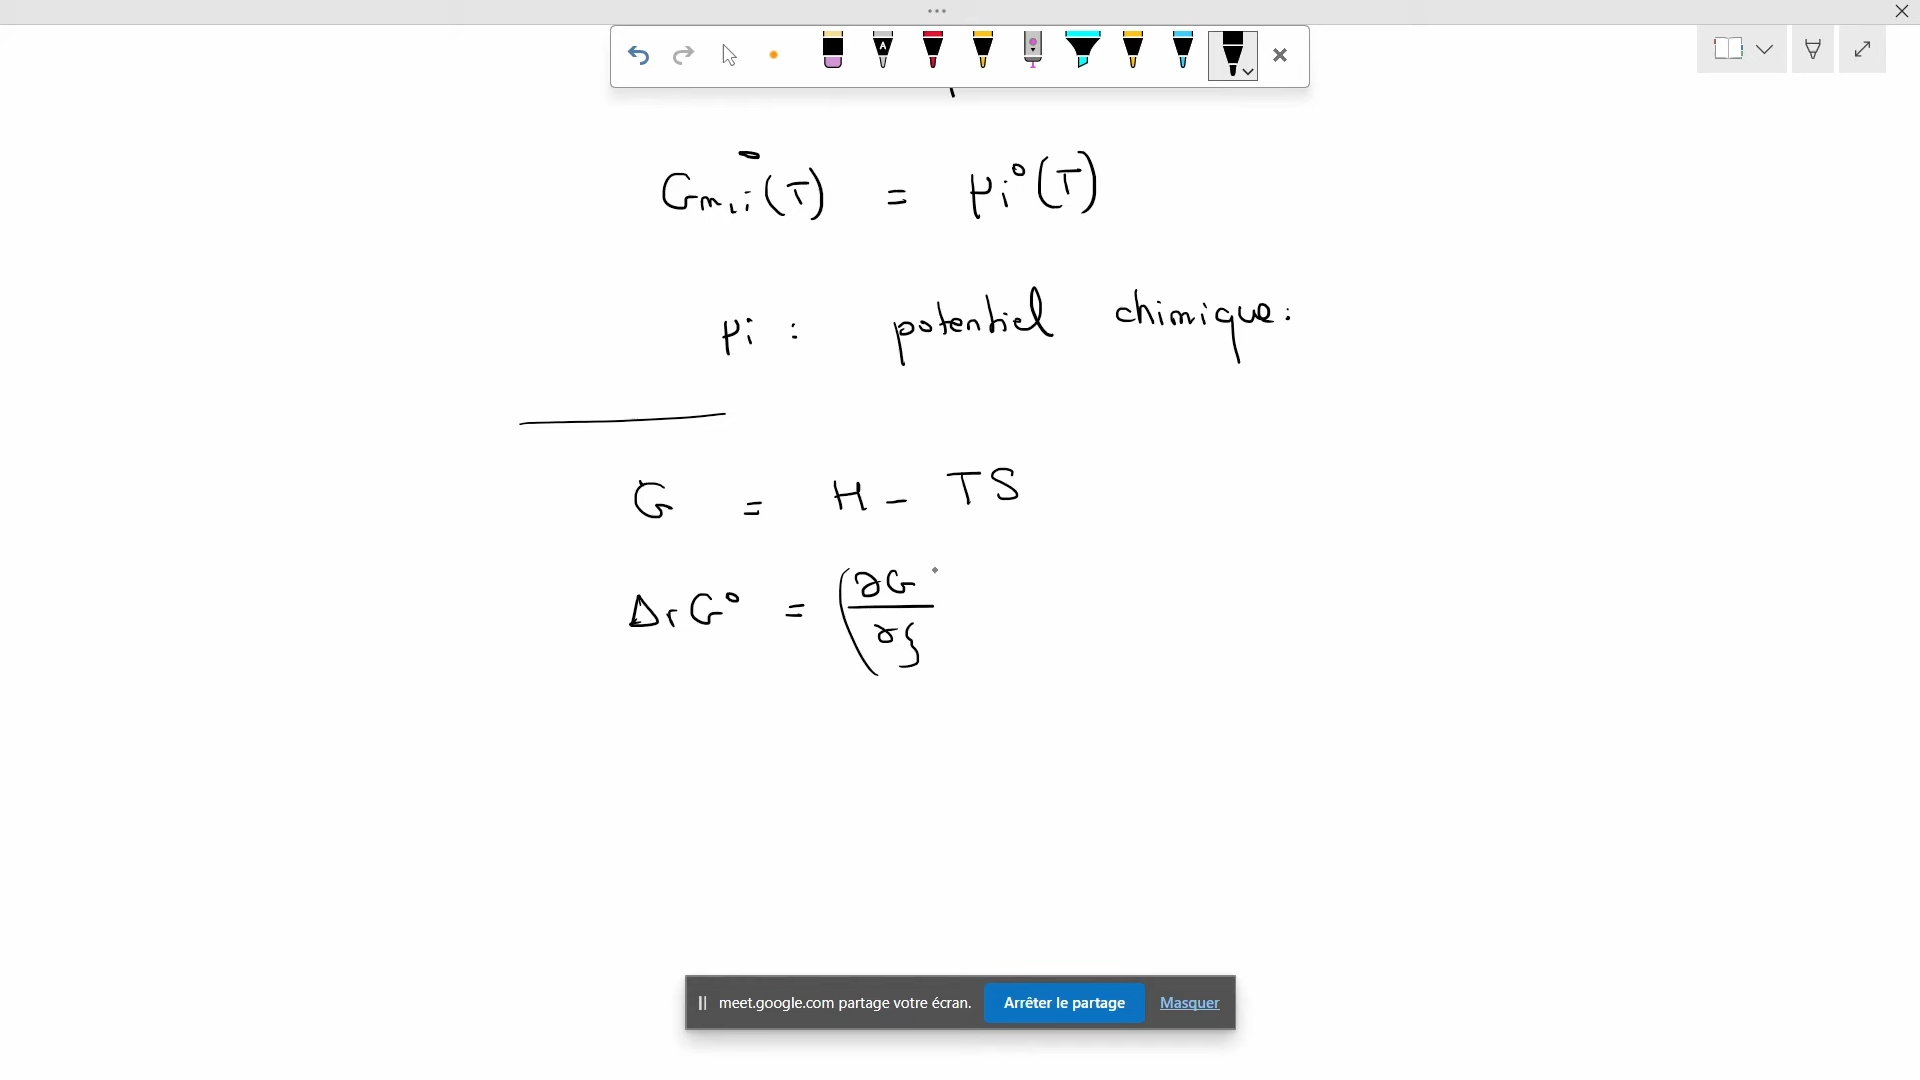 Gm,i°(T) = μi°(T)
μi : potentiel chimique.
G = H - TS
ΔrG° = (∂G/∂ξ
meet.google.com partage votre écran. Arrêter le partage Masquer